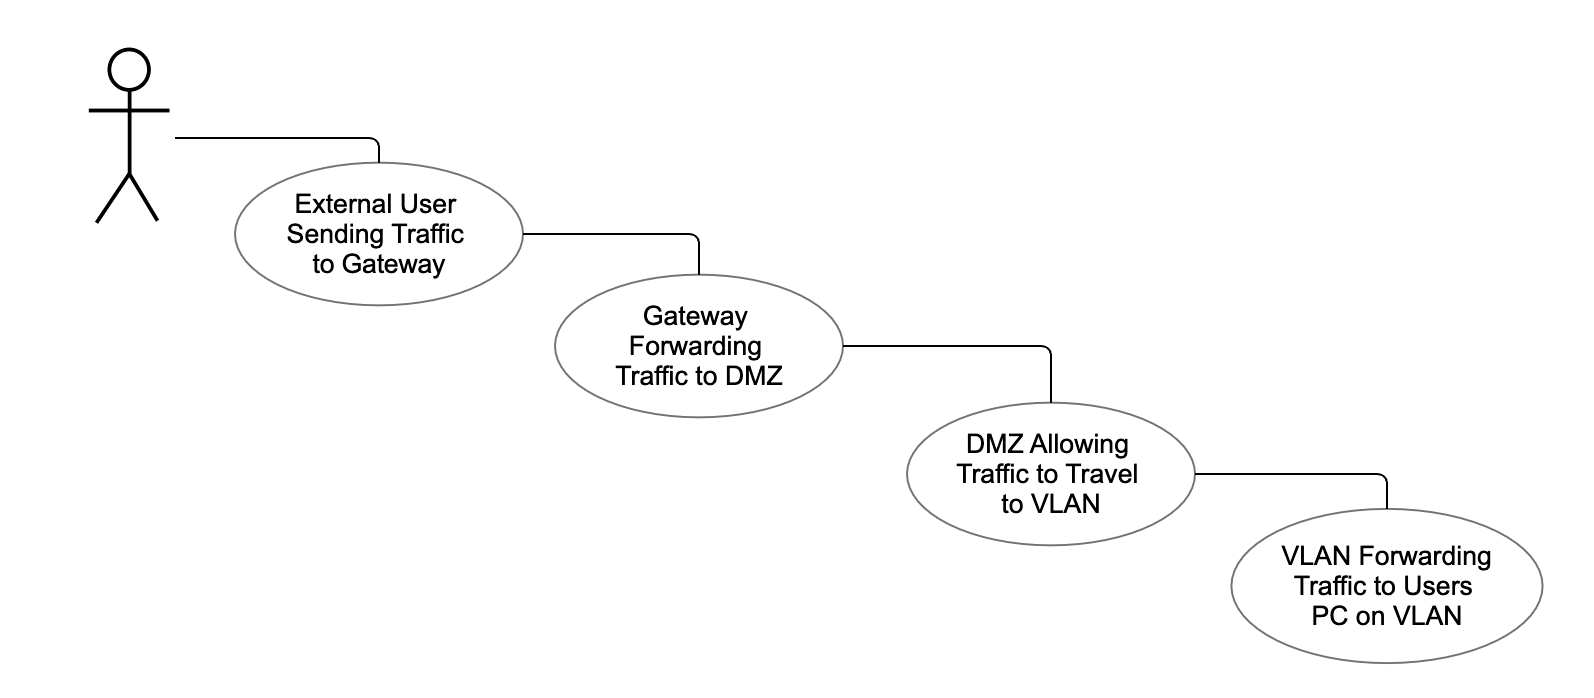 External User
Sending Traffic
to Gateway
Gateway
Forwarding
Traffic to DMZ
DMZ Allowing
Traffic to Travel
to VLAN
VLAN Forwarding
Traffic to Users
PC on VLAN